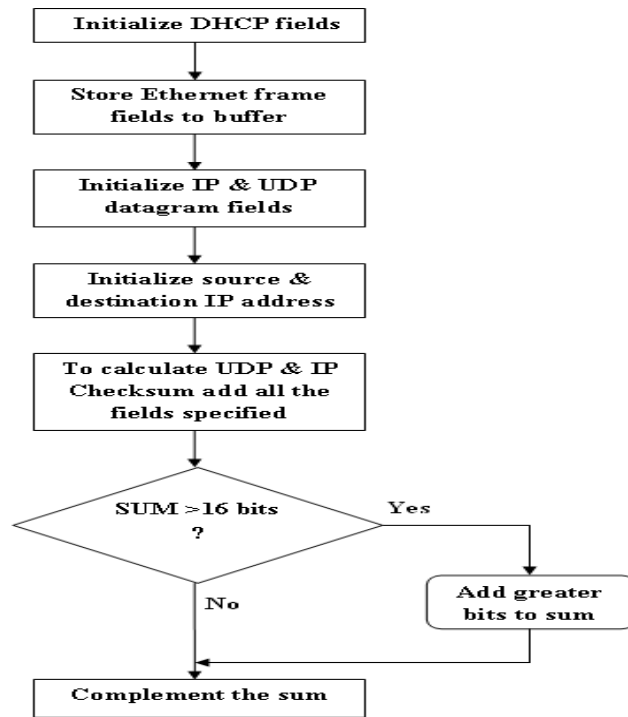 Initialize DHCP fields
Store Ethernet frame
fields to buffer
Initialize IP & UDP
datagram fields
Initialize source &
destination IP address
To calculate UDP & IP
Checksum add all the
fields specified
SUM >16 bits
?
Yes
No
Add greater
bits to sum
Complement the sum